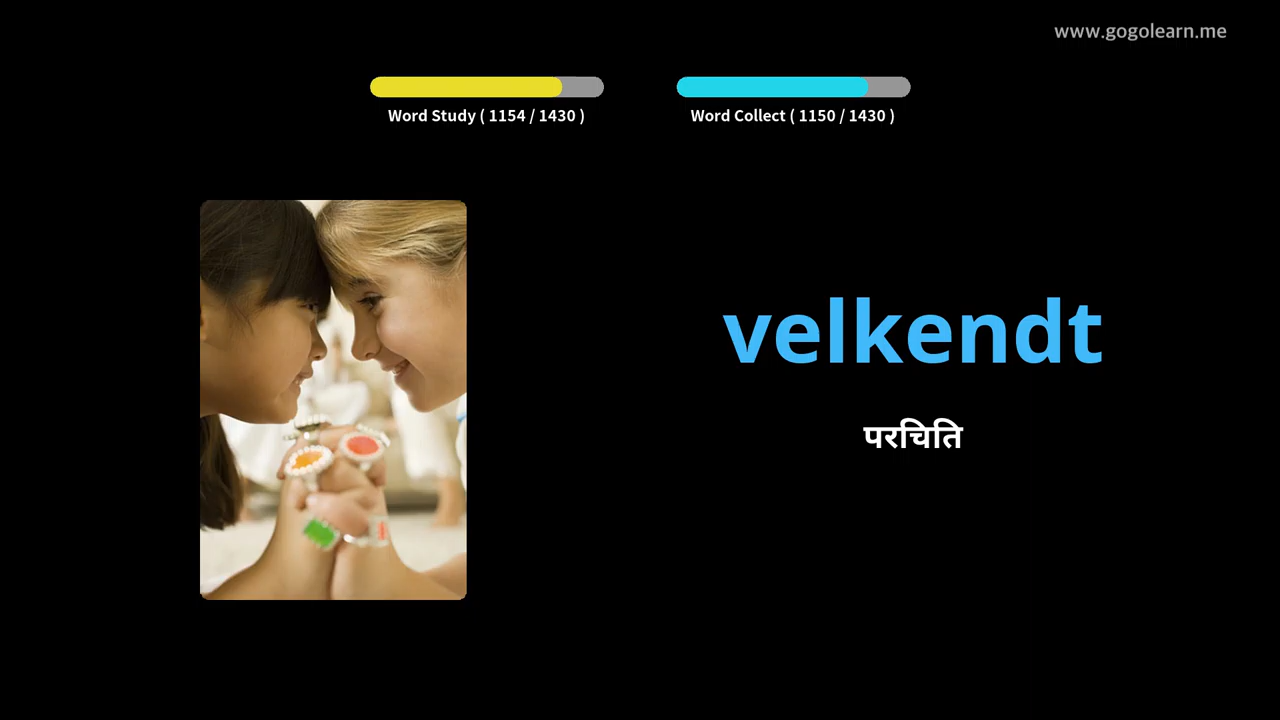 www.gogolearn.me
Word Study ( 1154 / 1430 )
Word Collect ( 1150 / 1430 )
velkendt
परचिति